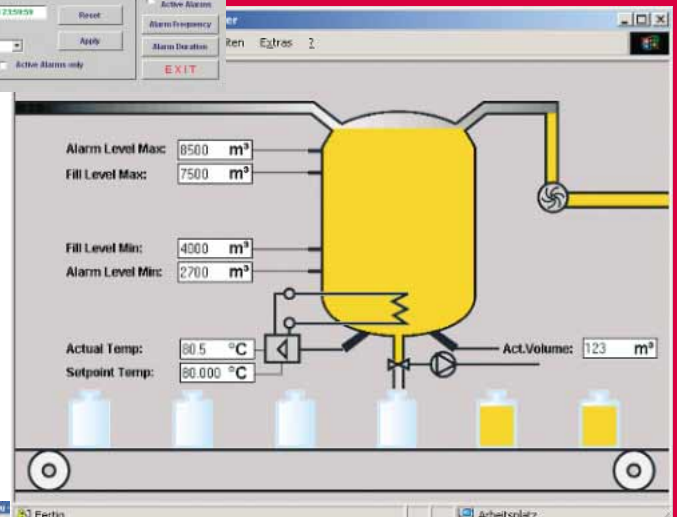 23:59:59
Reset
Apply
Active Alarms only
Active Alarms
Alarm Frequency
Alarm Duration
EXIT
Extras ?
Alarm Level Max: 8500 m³
Fill Level Max: 7500 m³
Fill Level Min: 4000 m³
Alarm Level Min: 2700 m³
Actual Temp: 80.5 °C
Setpoint Temp: 80.000 °C
Act.Volume: 123 m³
Fertig
Arbeitsplatz